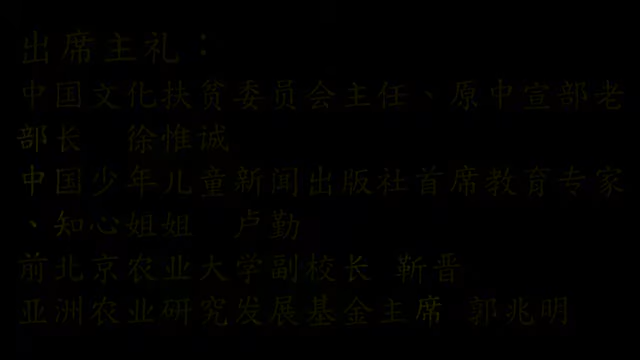 出席主礼：
中国文化扶贫委员会主任、原中宣部老
部长 徐惟诚
中国少年儿童新闻出版社首席教育专家
、知心姐姐 卢勤
前北京农业大学副校长 靳晋
亚洲农业研究发展基金主席 郭兆明